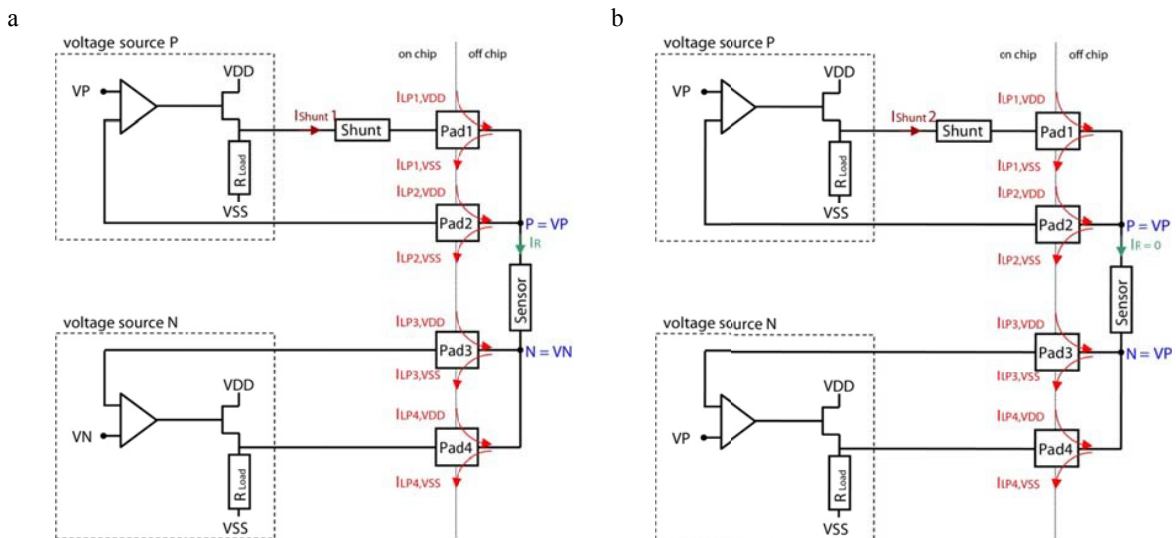 a
voltage source P
on chip
off chip
VP
VDD
R Load
VSS
IShunt 1
Shunt
ILP1,VDD
Pad1
ILP1,VSS
ILP2,VDD
Pad2
P = VP
IR
ILP2,VSS
Sensor
voltage source N
ILP3,VDD
Pad3
N = VN
ILP3,VSS
VDD
VN
ILP4,VDD
Pad4
R Load
ILP4,VSS
VSS
b
voltage source P
on chip
off chip
VP
VDD
R Load
VSS
IShunt 2
Shunt
ILP1,VDD
Pad1
ILP1,VSS
ILP2,VDD
Pad2
P = VP
IR = 0
ILP2,VSS
Sensor
voltage source N
ILP3,VDD
Pad3
N = VP
ILP3,VSS
VDD
VP
ILP4,VDD
Pad4
R Load
ILP4,VSS
VSS